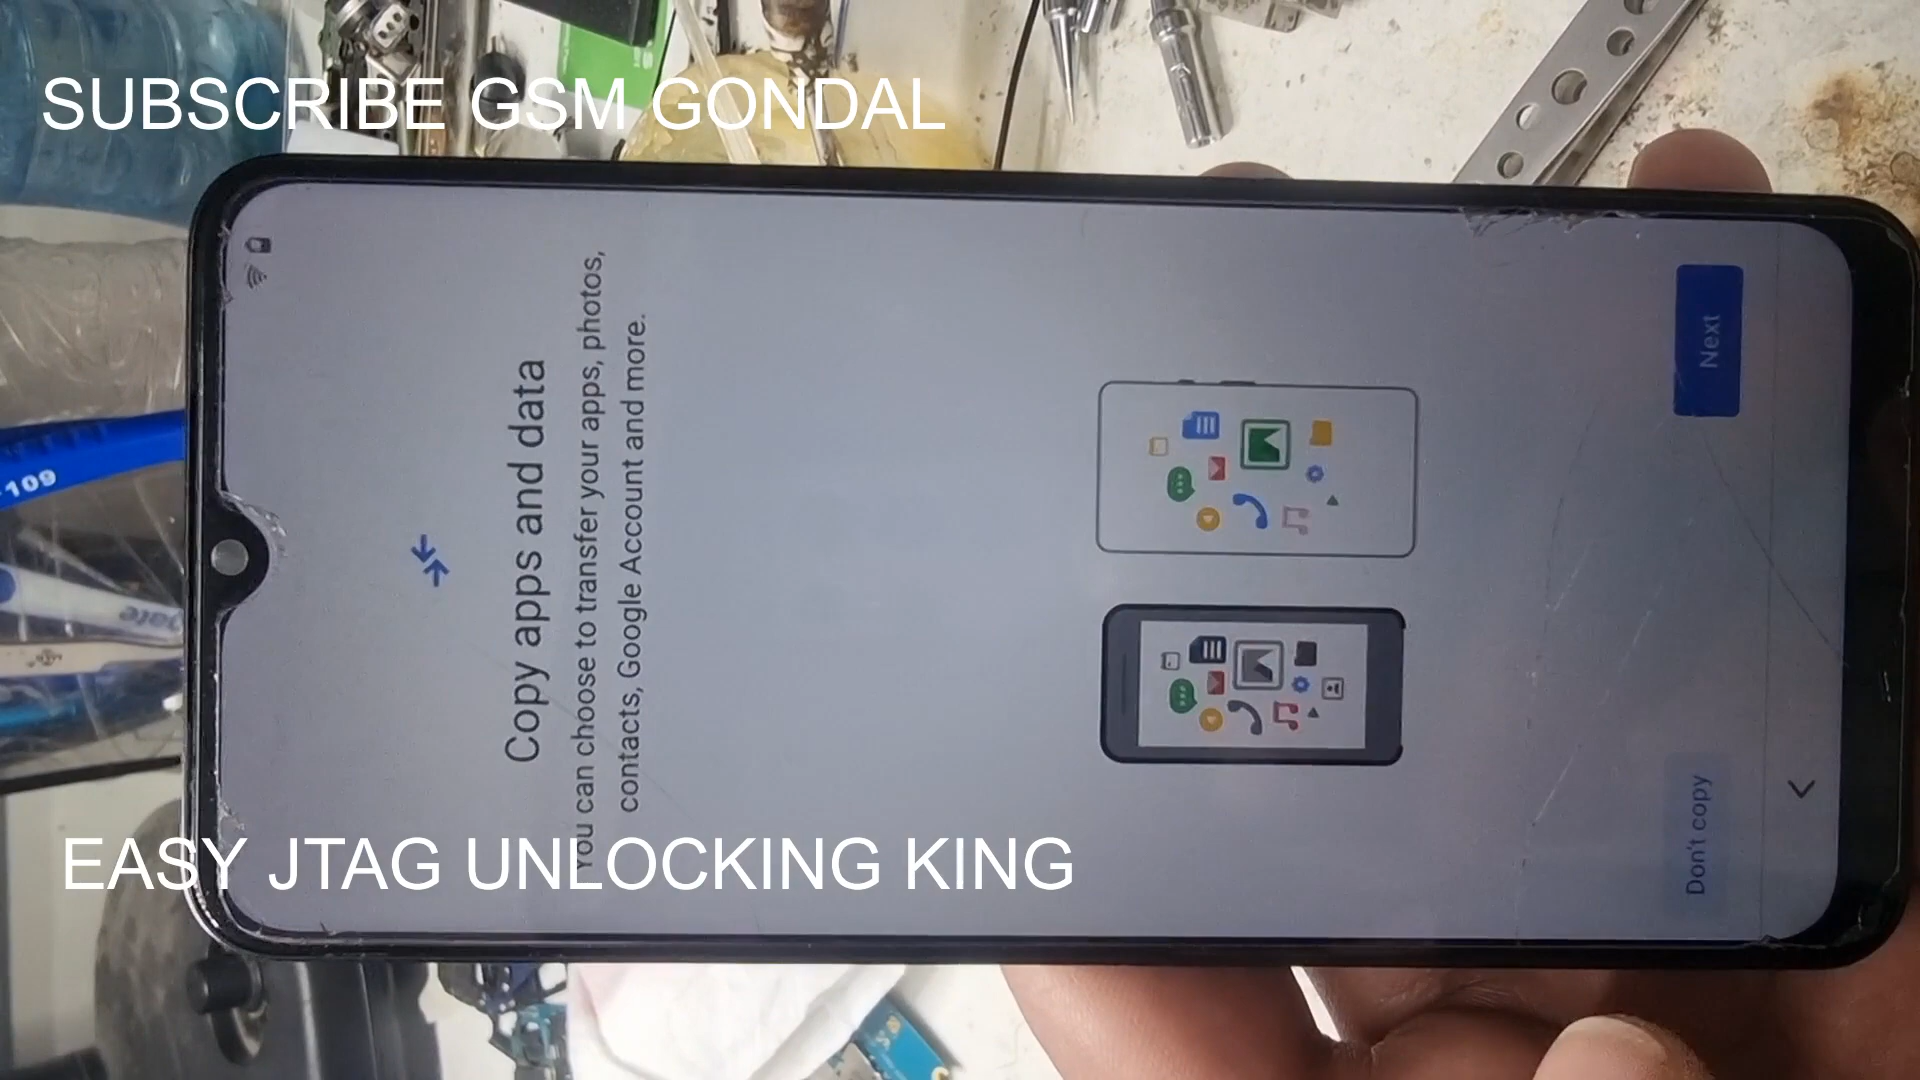 SUBSCRIBE GSM GONDAL
Copy apps and data
You can choose to transfer your apps, photos,
contacts, Google Account and more.
Next
Don't copy
EASY JTAG UNLOCKING KING
109